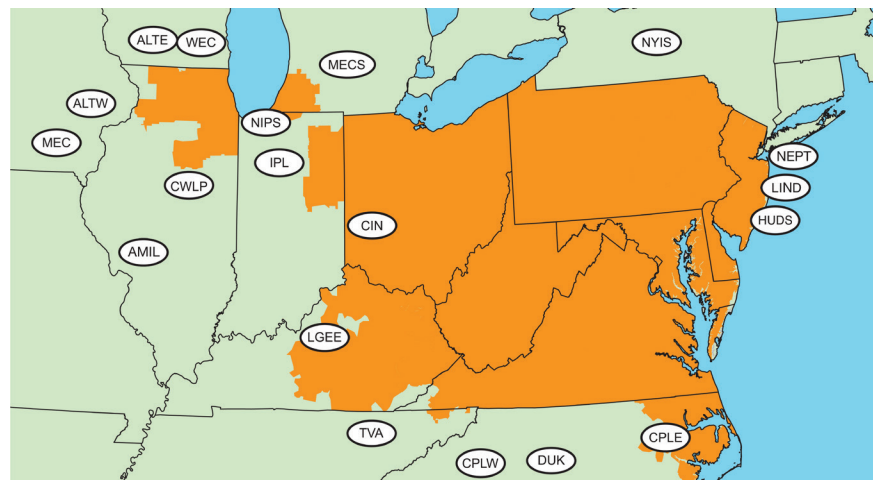 ALTE
WEC
NYIS
MECS
ALTW
NIPS
MEC
IPL
NEPT
CWLP
LIND
HUDS
CIN
AMIL
LGEE
TVA
CPLE
CPLW
DUK